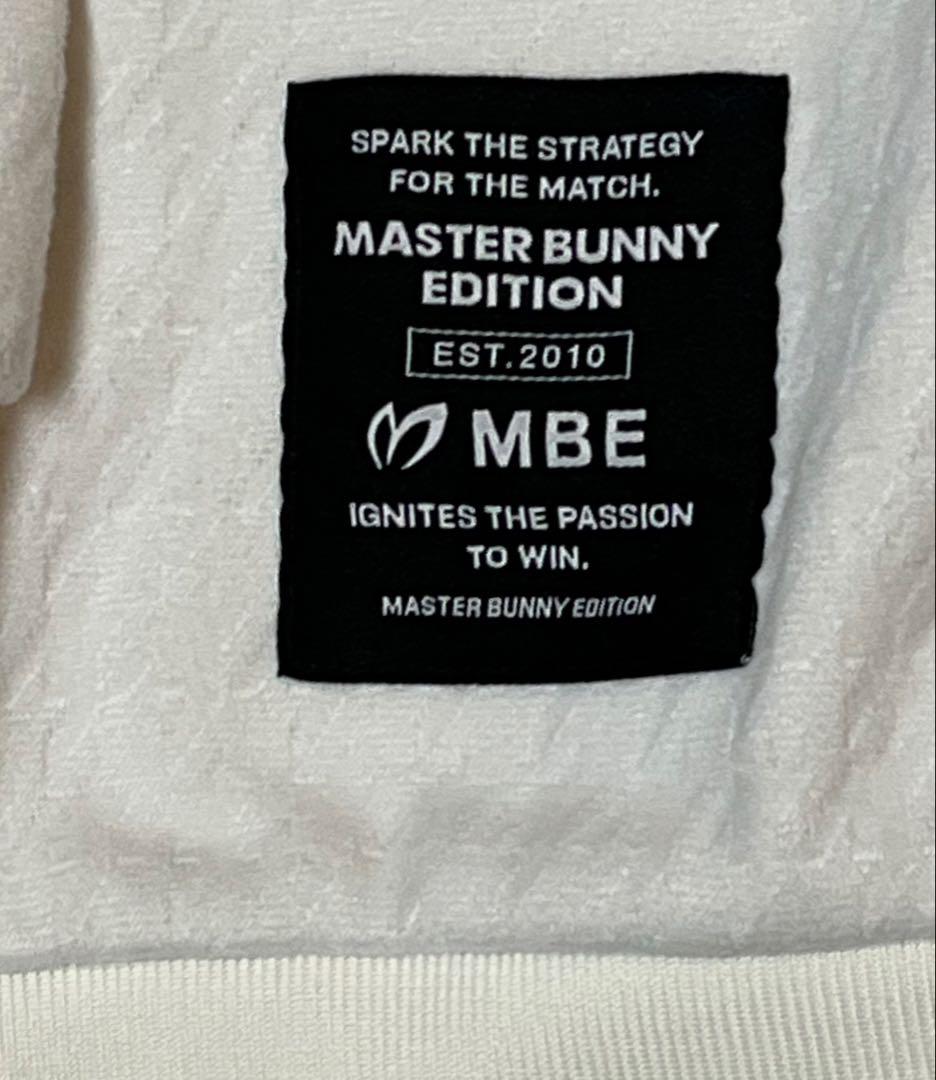 SPARK THE STRATEGY
FOR THE MATCH.
MASTER BUNNY
EDITION
EST.2010
MBE
IGNITES THE PASSION
TO WIN.
MASTER BUNNY EDITION